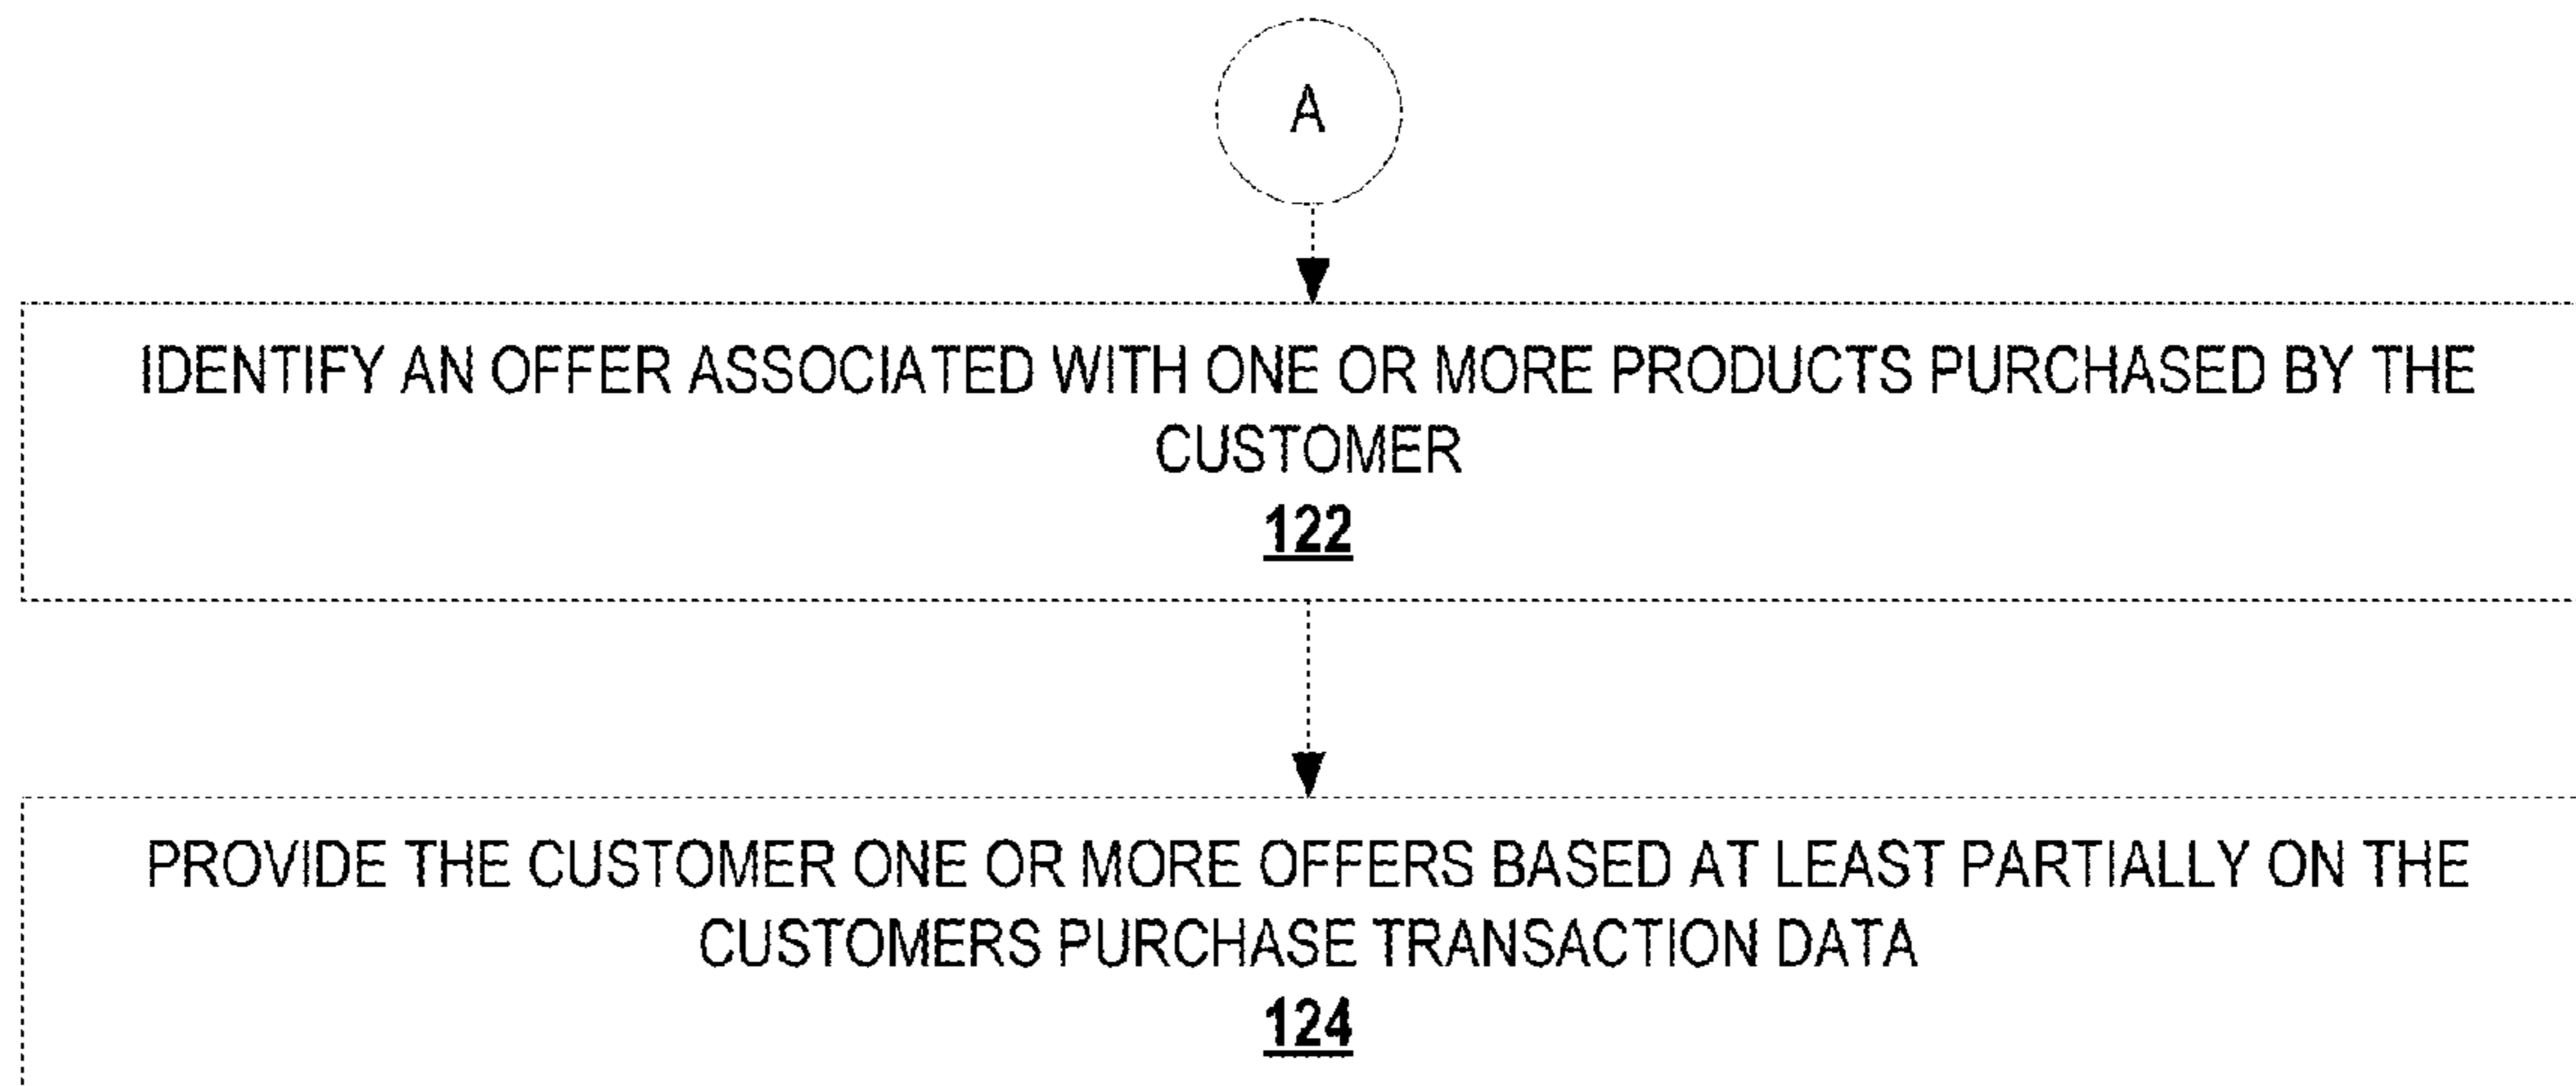 A
IDENTIFY AN OFFER ASSOCIATED WITH ONE OR MORE PRODUCTS PURCHASED BY THE
CUSTOMER
122
PROVIDE THE CUSTOMER ONE OR MORE OFFERS BASED AT LEAST PARTIALLY ON THE
CUSTOMERS PURCHASE TRANSACTION DATA
124